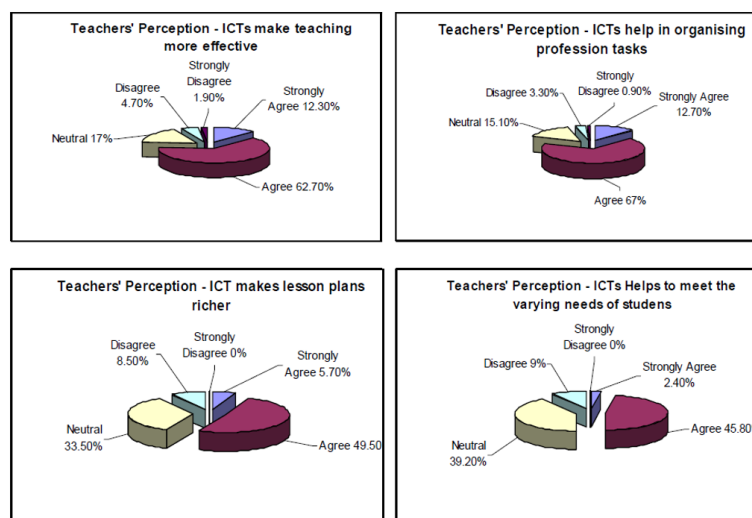 Teachers' Perception - ICTs make teaching
more effective
Strongly
Disagree
1.90%
Disagree
4.70%
Strongly
Agree 12.30%
Neutral 17%
Agree 62.70%
Teachers' Perception - ICTs help in organising
profession tasks
Strongly
Disagree 0.90%
Disagree 3.30%
Strongly Agree
12.70%
Neutral 15.10%
Agree 67%
Teachers' Perception - ICT makes lesson plans
richer
Strongly
Disagree 0%
Disagree
8.50%
Strongly
Agree 5.70%
Neutral
33.50%
Agree 49.50
Teachers' Perception - ICTs Helps to meet the
varying needs of studens
Strongly
Disagree 0%
Disagree 9%
Strongly Agree
2.40%
Neutral
39.20%
Agree 45.80